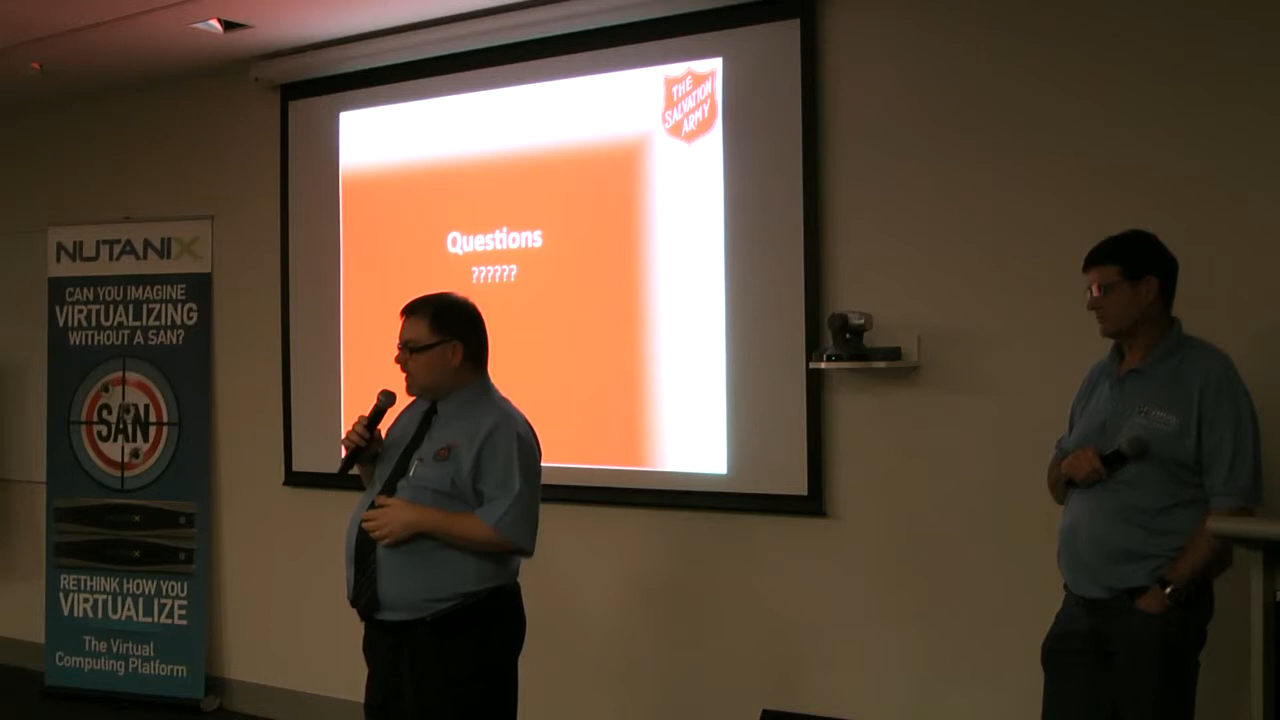 NUTANIX
CAN YOU IMAGINE
VIRTUALIZING
WITHOUT A SAN?
SAN
RETHINK HOW YOU
VIRTUALIZE
The Virtual
Computing Platform
THE
SALVATION
ARMY
Questions
??????